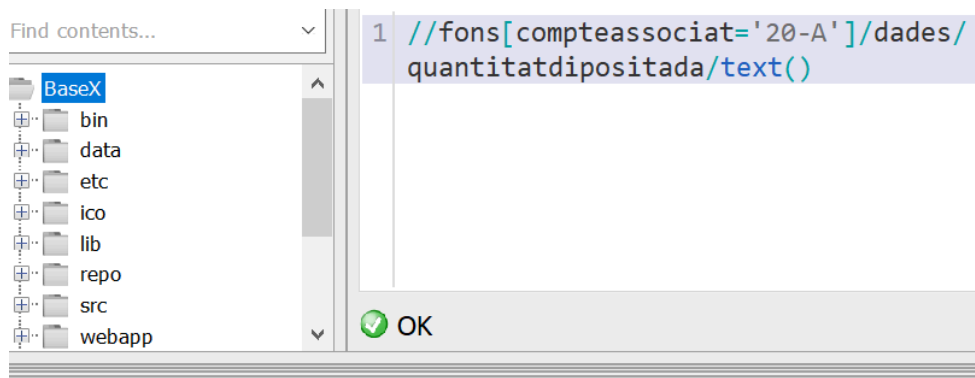 Find contents...
BaseX
bin
data
etc
ico
lib
repo
src
webapp
1 //fons[compteassociat='20-A']/dades/
quantitatdipositada/text()
OK